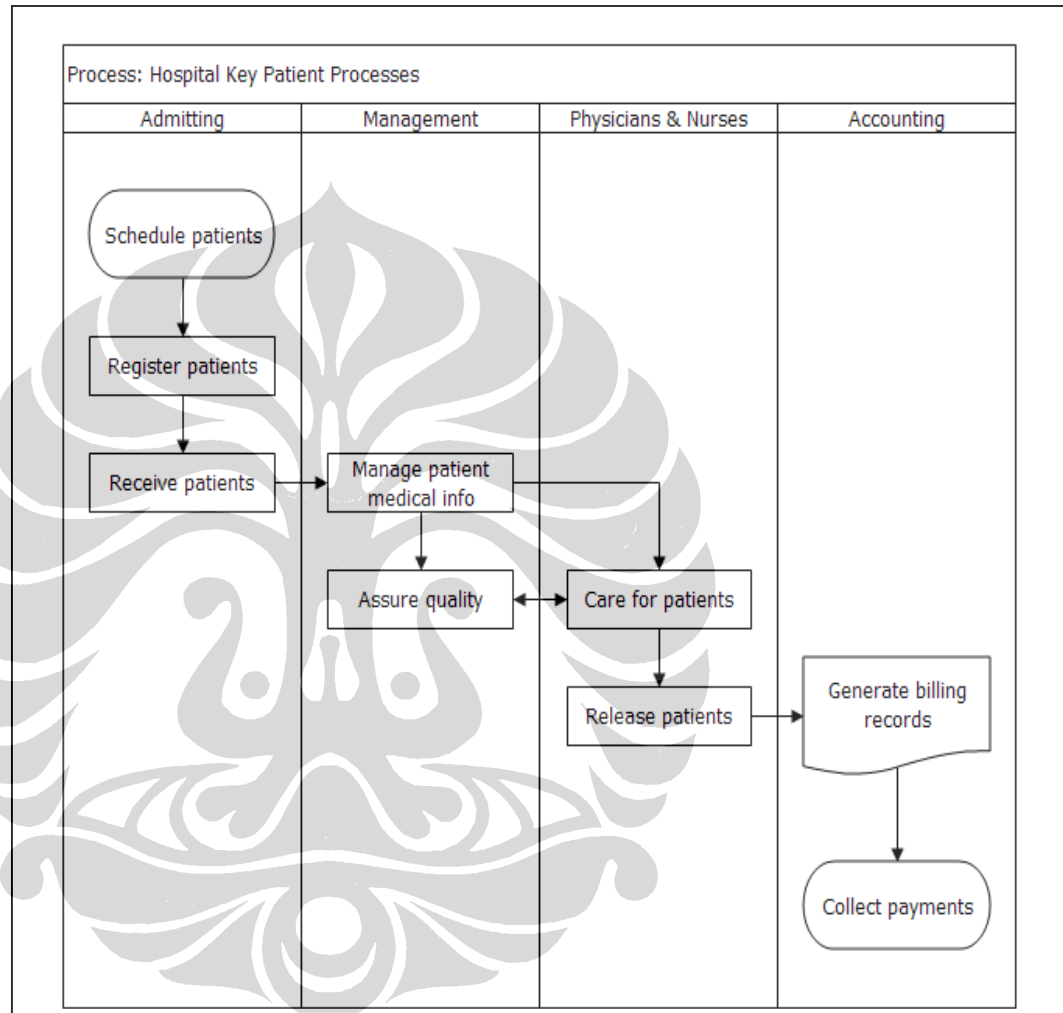 Process: Hospital Key Patient Processes
Admitting
Management
Physicians & Nurses
Accounting
Schedule patients
Register patients
Receive patients
Manage patient
medical info
Assure quality
Care for patients
Release patients
Generate billing
records
Collect payments